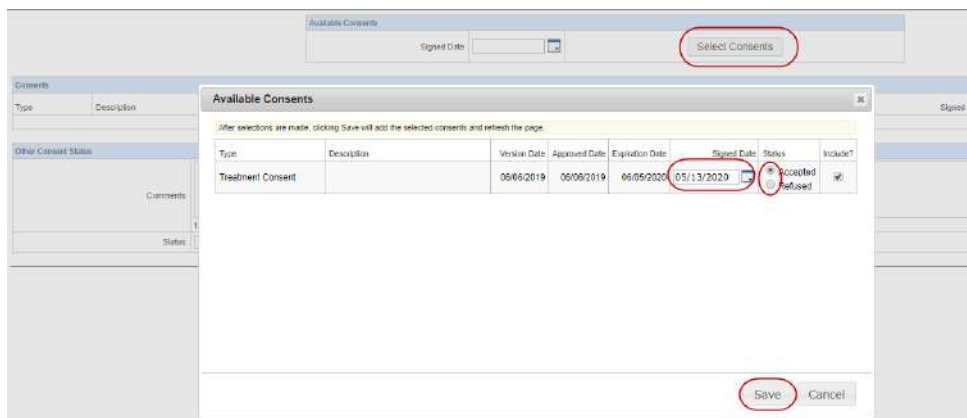 Available Consents
Signed Date
Select Consents
Consents
Type Description
Signed
Available Consents
After selections are made, clicking Save will add the selected consents and refresh the page.
Type Description Version Date Approved Date Expiration Date Signed Date Status Include?
Treatment Consent 06/06/2019 06/06/2019 06/05/2020 05/13/2020 Accepted
Refused
Other Consent Status
Comments
Status
Save Cancel